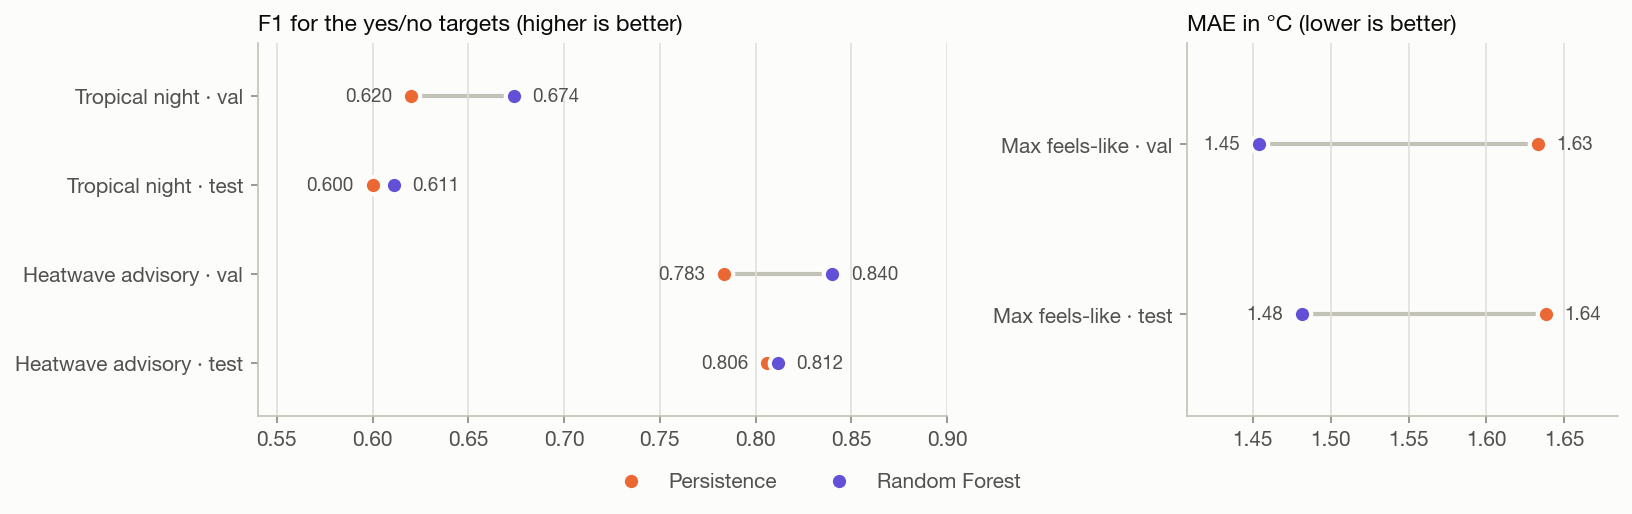 F1 for the yes/no targets (higher is better)
Tropical night · val
0.620
0.674
Tropical night · test
0.600
0.611
Heatwave advisory · val
0.783
0.840
Heatwave advisory · test
0.806
0.812
0.55 0.60 0.65 0.70 0.75 0.80 0.85 0.90
MAE in °C (lower is better)
Max feels-like · val
1.45
1.63
Max feels-like · test
1.48
1.64
1.45 1.50 1.55 1.60 1.65
Persistence
Random Forest